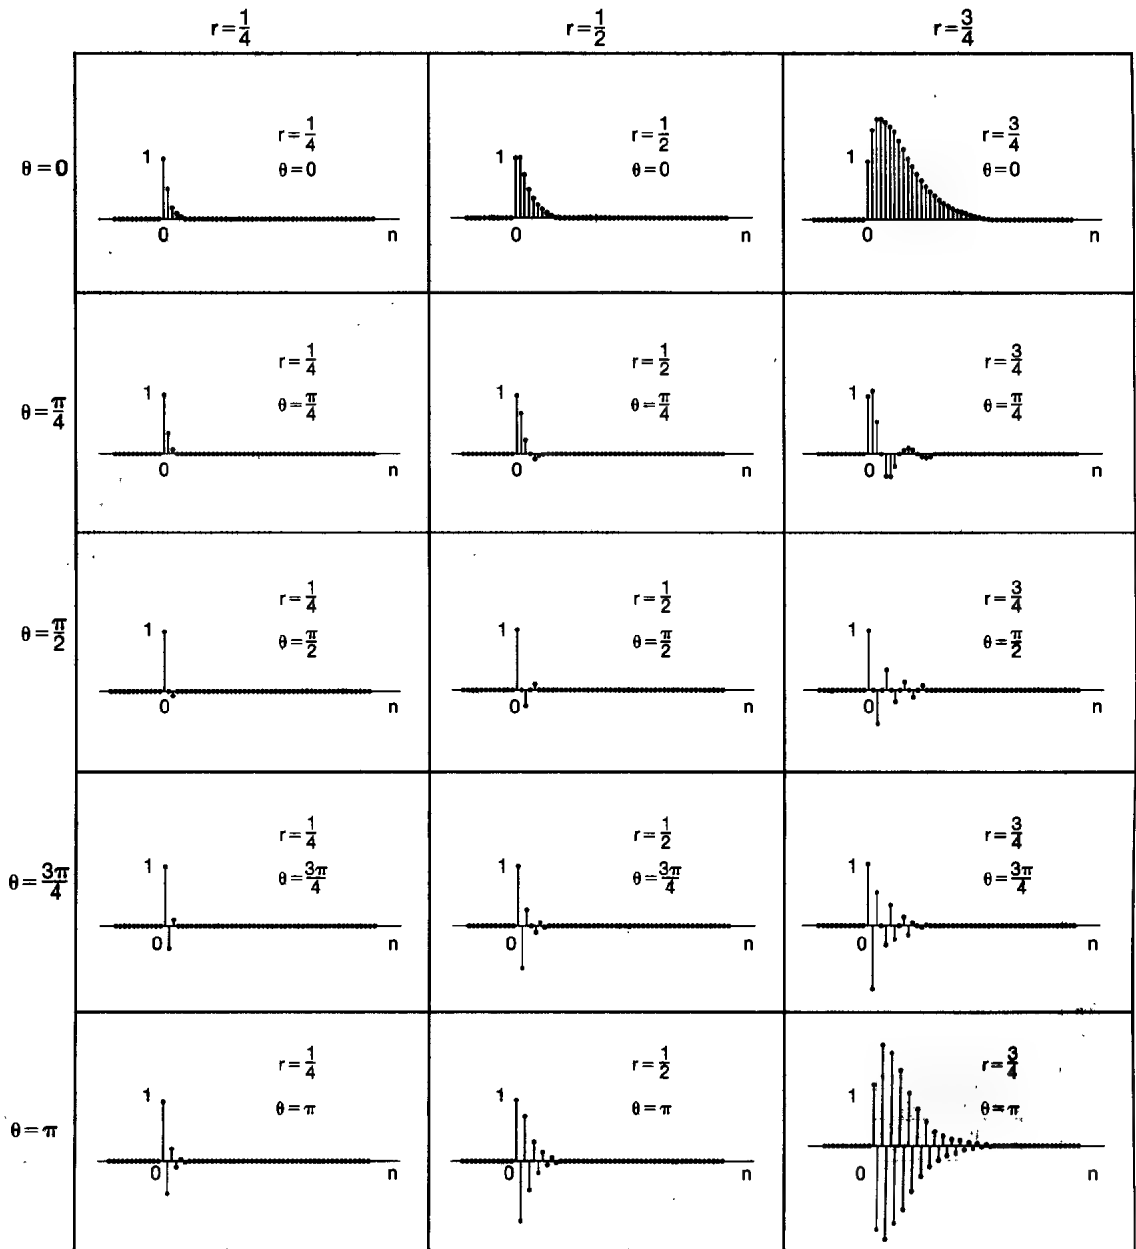 r = 1/4 r = 1/2 r = 3/4
θ = 0
r = 1/4
θ = 0
1
0 n
r = 1/2
θ = 0
1
0 n
r = 3/4
θ = 0
1
0 n
θ = π/4
r = 1/4
θ = π/4
1
0 n
r = 1/2
θ = π/4
1
0 n
r = 3/4
θ = π/4
1
0 n
θ = π/2
r = 1/4
θ = π/2
1
0 n
r = 1/2
θ = π/2
1
0 n
r = 3/4
θ = π/2
1
0 n
θ = 3π/4
r = 1/4
θ = 3π/4
1
0 n
r = 1/2
θ = 3π/4
1
0 n
r = 3/4
θ = 3π/4
1
0 n
θ = π
r = 1/4
θ = π
1
0 n
r = 1/2
θ = π
1
0 n
r = 3/4
θ = π
1
0 n